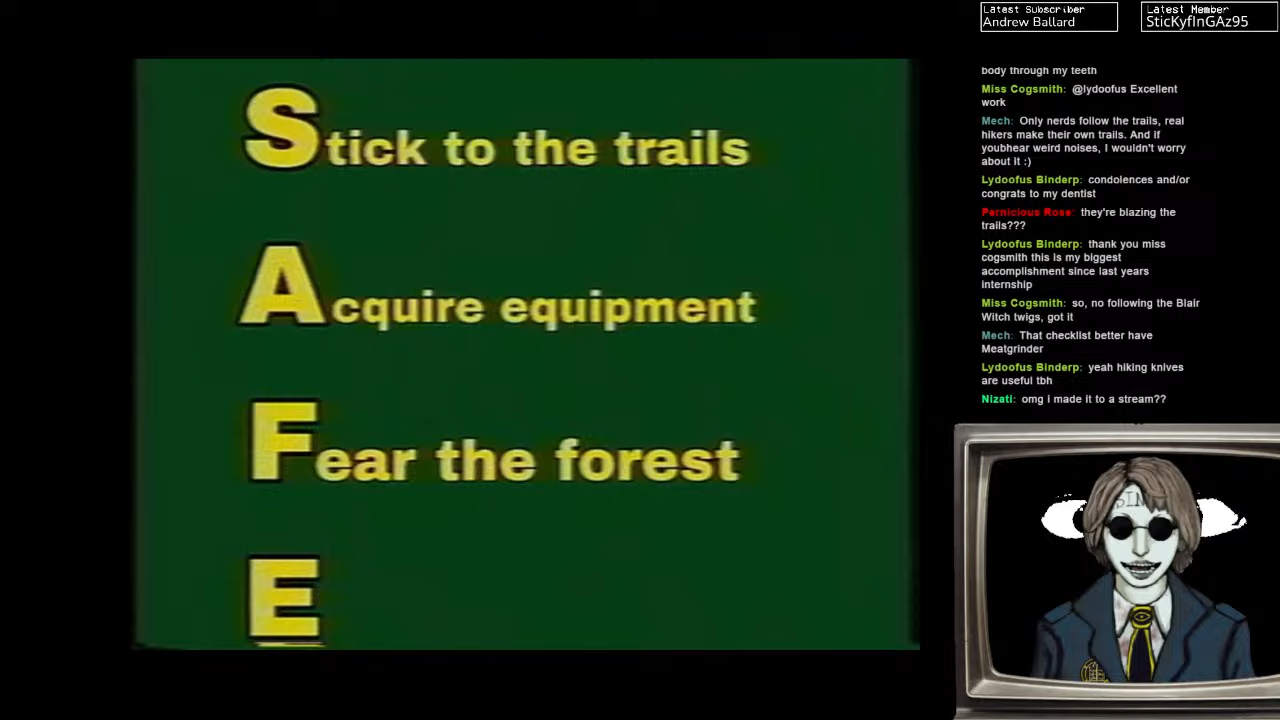 Stick to the trails
Acquire equipment
Fear the forest
E
Latest Subscriber
Andrew Ballard
Latest Member
SticKyfInGAz95
body through my teeth
Miss Cogsmith: @lydoofus Excellent
work
Mech: Only nerds follow the trails, real
hikers make their own trails. And if
youbhear weird noises, I wouldn't worry
about it :)
Lydoofus Binderp: condolences and/or
congrats to my dentist
Pernicious Rose: they're blazing the
trails???
Lydoofus Binderp: thank you miss
cogsmith this is my biggest
accomplishment since last years
internship
Miss Cogsmith: so, no following the Blair
Witch twigs, got it
Mech: That checklist better have
Meatgrinder
Lydoofus Binderp: yeah hiking knives
are useful tbh
Nizati: omg i made it to a stream??
SIN